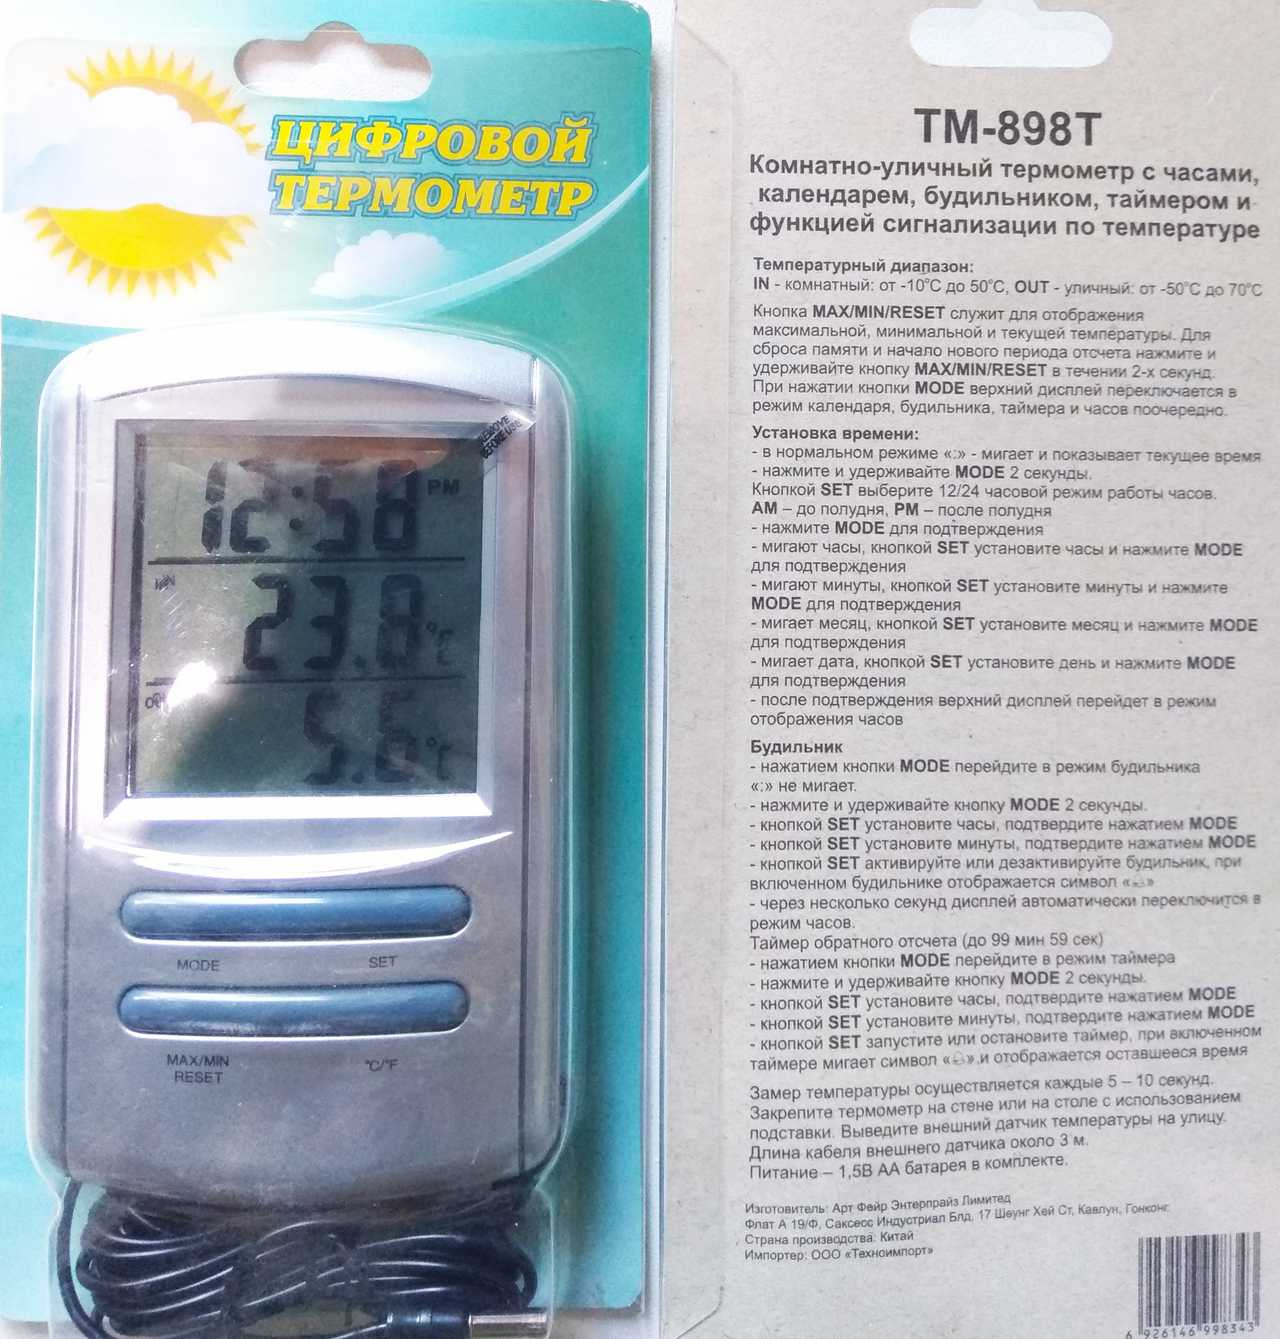 ЦИФРОВОЙ
ТЕРМОМЕТР
REMOVE
BEFORE USE
12:58 PM
IN
23.8 °C
OUT
5.6 °C
MODE SET
MAX/MIN °C/°F
RESET
TM-898T
Комнатно-уличный термометр с часами,
календарем, будильником, таймером и
функцией сигнализации по температуре
Температурный диапазон:
IN - комнатный: от -10°C до 50°C, OUT - уличный: от -50°C до 70°C
Кнопка MAX/MIN/RESET служит для отображения
максимальной, минимальной и текущей температуры. Для
сброса памяти и начало нового периода отсчета нажмите и
удерживайте кнопку MAX/MIN/RESET в течении 2-х секунд.
При нажатии кнопки MODE верхний дисплей переключается в
режим календаря, будильника, таймера и часов поочередно.
Установка времени:
- в нормальном режиме «:» - мигает и показывает текущее время
- нажмите и удерживайте MODE 2 секунды.
Кнопкой SET выберите 12/24 часовой режим работы часов.
AM – до полудня, PM – после полудня
- нажмите MODE для подтверждения
- мигают часы, кнопкой SET установите часы и нажмите MODE
для подтверждения
- мигают минуты, кнопкой SET установите минуты и нажмите
MODE для подтверждения
- мигает месяц, кнопкой SET установите месяц и нажмите MODE
для подтверждения
- мигает дата, кнопкой SET установите день и нажмите MODE
для подтверждения
- после подтверждения верхний дисплей перейдет в режим
отображения часов
Будильник
- нажатием кнопки MODE перейдите в режим будильника
«:» не мигает.
- нажмите и удерживайте кнопку MODE 2 секунды.
- кнопкой SET установите часы, подтвердите нажатием MODE
- кнопкой SET установите минуты, подтвердите нажатием MODE
- кнопкой SET активируйте или дезактивируйте будильник, при
включенном будильнике отображается символ «🔔»
- через несколько секунд дисплей автоматически переключится в
режим часов.
Таймер обратного отсчета (до 99 мин 59 сек)
- нажатием кнопки MODE перейдите в режим таймера
- нажмите и удерживайте кнопку MODE 2 секунды.
- кнопкой SET установите часы, подтвердите нажатием MODE
- кнопкой SET установите минуты, подтвердите нажатием MODE
- кнопкой SET запустите или остановите таймер, при включенном
таймере мигает символ «🔔», и отображается оставшееся время
Замер температуры осуществляется каждые 5 – 10 секунд.
Закрепите термометр на стене или на столе с использованием
подставки. Выведите внешний датчик температуры на улицу.
Длина кабеля внешнего датчика около 3 м.
Питание – 1,5В АА батарея в комплекте.
Изготовитель: Арт Фейр Энтерпрайз Лимитед
Флат А 19/Ф, Саксесс Индустриал Блд, 17 Шеунг Хей Ст, Кавлун, Гонконг.
Страна производства: Китай
Импортер: ООО «Техноимпорт»
6 926146 998343